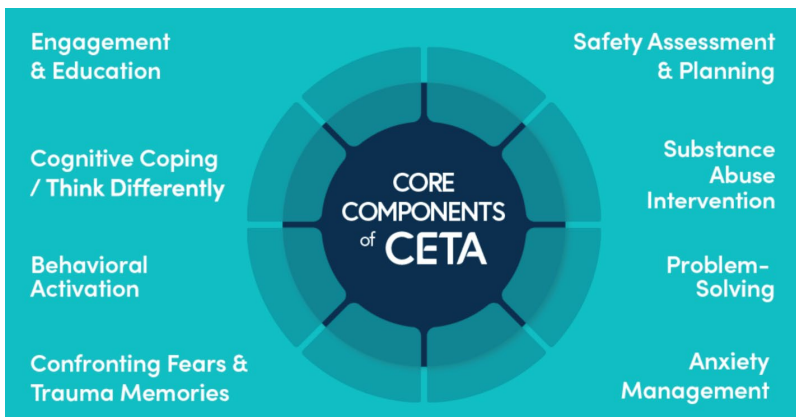 Engagement
& Education
Cognitive Coping
/ Think Differently
Behavioral
Activation
Confronting Fears &
Trauma Memories
CORE
COMPONENTS
of CETA
Safety Assessment
& Planning
Substance
Abuse
Intervention
Problem-
Solving
Anxiety
Management